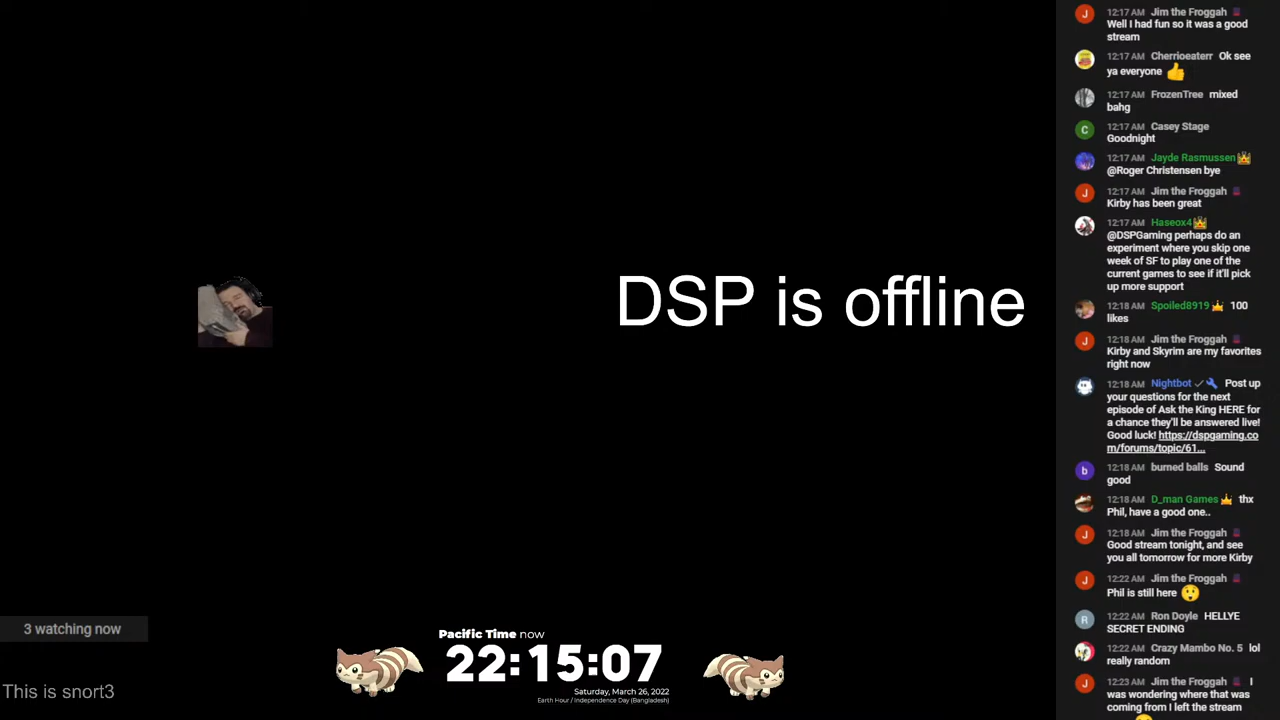 DSP is offline
3 watching now
This is snort3
Pacific Time now
22:15:07
Saturday, March 26, 2022
Earth Hour / Independence Day (Bangladesh)
12:17 AM Jim the Froggah
Well I had fun so it was a good
stream
12:17 AM Cherrioeaterr Ok see
ya everyone 👍
12:17 AM FrozenTree mixed
bahg
C
12:17 AM Casey Stage
Goodnight
12:17 AM Jayde Rasmussen
@Roger Christensen bye
J
12:17 AM Jim the Froggah
Kirby has been great
12:17 AM Haseox4
@DSPGaming perhaps do an
experiment where you skip one
week of SF to play one of the
current games to see if it'll pick
up more support
12:18 AM Spoiled8919 100
likes
J
12:18 AM Jim the Froggah
Kirby and Skyrim are my favorites
right now
12:18 AM Nightbot Post up
your questions for the next
episode of Ask the King HERE for
a chance they'll be answered live!
Good luck! https://dspgaming.co
m/forums/topic/61...
b
12:18 AM burned balls Sound
good
12:18 AM D_man Games thx
Phil, have a good one..
J
12:18 AM Jim the Froggah
Good stream tonight, and see
you all tomorrow for more Kirby
J
12:22 AM Jim the Froggah
Phil is still here 😲
R
12:22 AM Ron Doyle HELLYE
SECRET ENDING
12:22 AM Crazy Mambo No. 5 lol
really random
J
12:23 AM Jim the Froggah I
was wondering where that was
coming from I left the stream